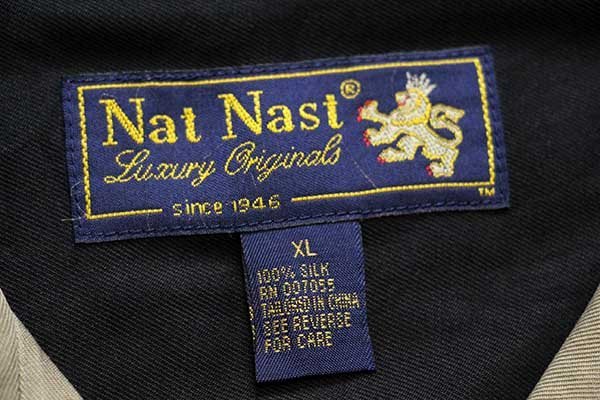 Nat Nast®
Luxury Originals
since 1946
TM
XL
100% SILK
RN 007055
TAILORED IN CHINA
SEE REVERSE
FOR CARE